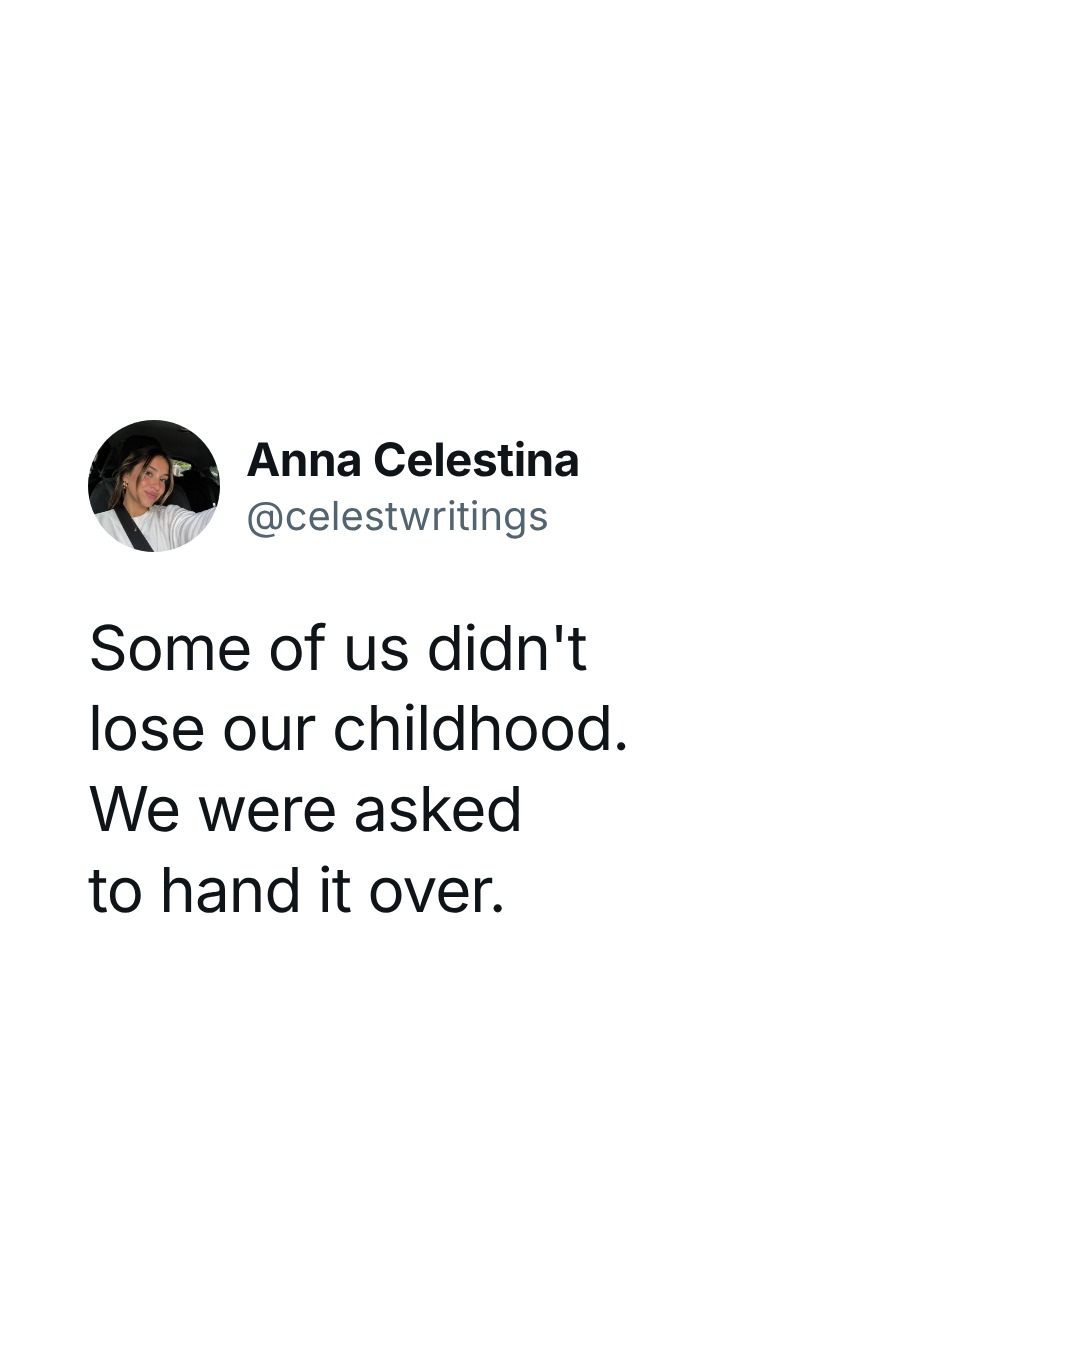 Anna Celestina
@celestwritings
Some of us didn't
lose our childhood.
We were asked
to hand it over.